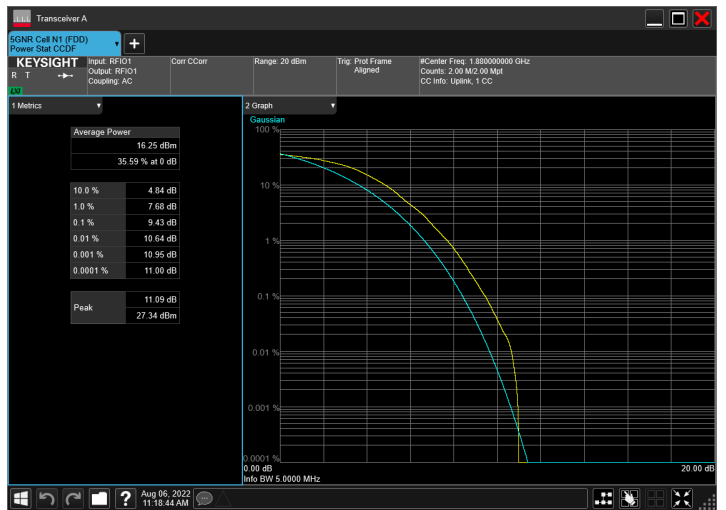 Transceiver A
5GNR Cell N1 (FDD)
Power Stat CCDF
KEYSIGHT
R T
LXI
Input: RFIO1
Output: RFIO1
Coupling: AC
Corr CCorr
Range: 20 dBm
Trig: Prot Frame
Aligned
#Center Freq: 1.880000000 GHz
Counts: 2.00 M/2.00 Mpt
CC Info: Uplink, 1 CC
1 Metrics
Average Power
16.25 dBm
35.59 % at 0 dB
10.0 % 4.84 dB
1.0 % 7.68 dB
0.1 % 9.43 dB
0.01 % 10.64 dB
0.001 % 10.95 dB
0.0001 % 11.00 dB
Peak
11.09 dB
27.34 dBm
2 Graph
Gaussian
100 %
10 %
1 %
0.1 %
0.01 %
0.001 %
0.0001 %
0.00 dB 20.00 dB
Info BW 5.0000 MHz
? Aug 06, 2022
11:18:44 AM